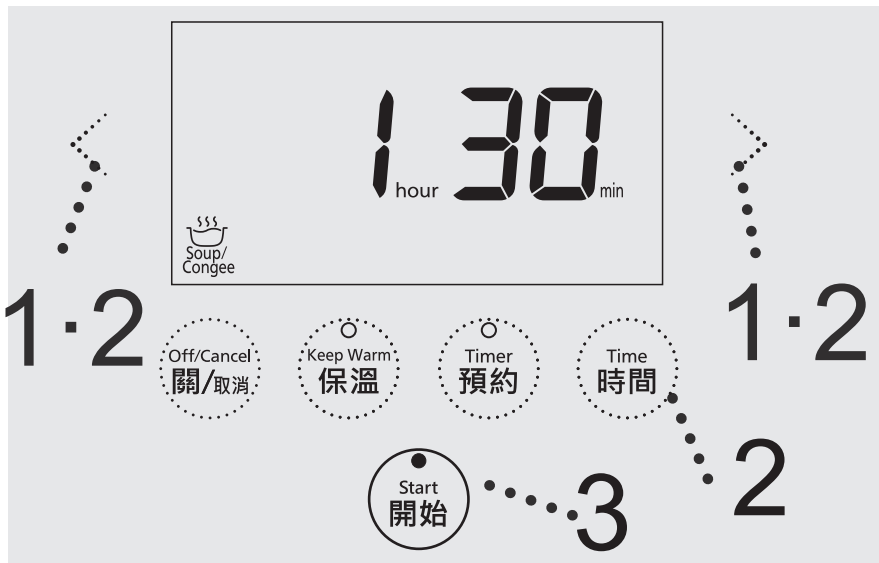 1 hour 30 min
Soup/
Congee
1·2
1·2
Off/Cancel
關/取消
Keep Warm
保溫
Timer
預約
Time
時間
2
Start
開始
3